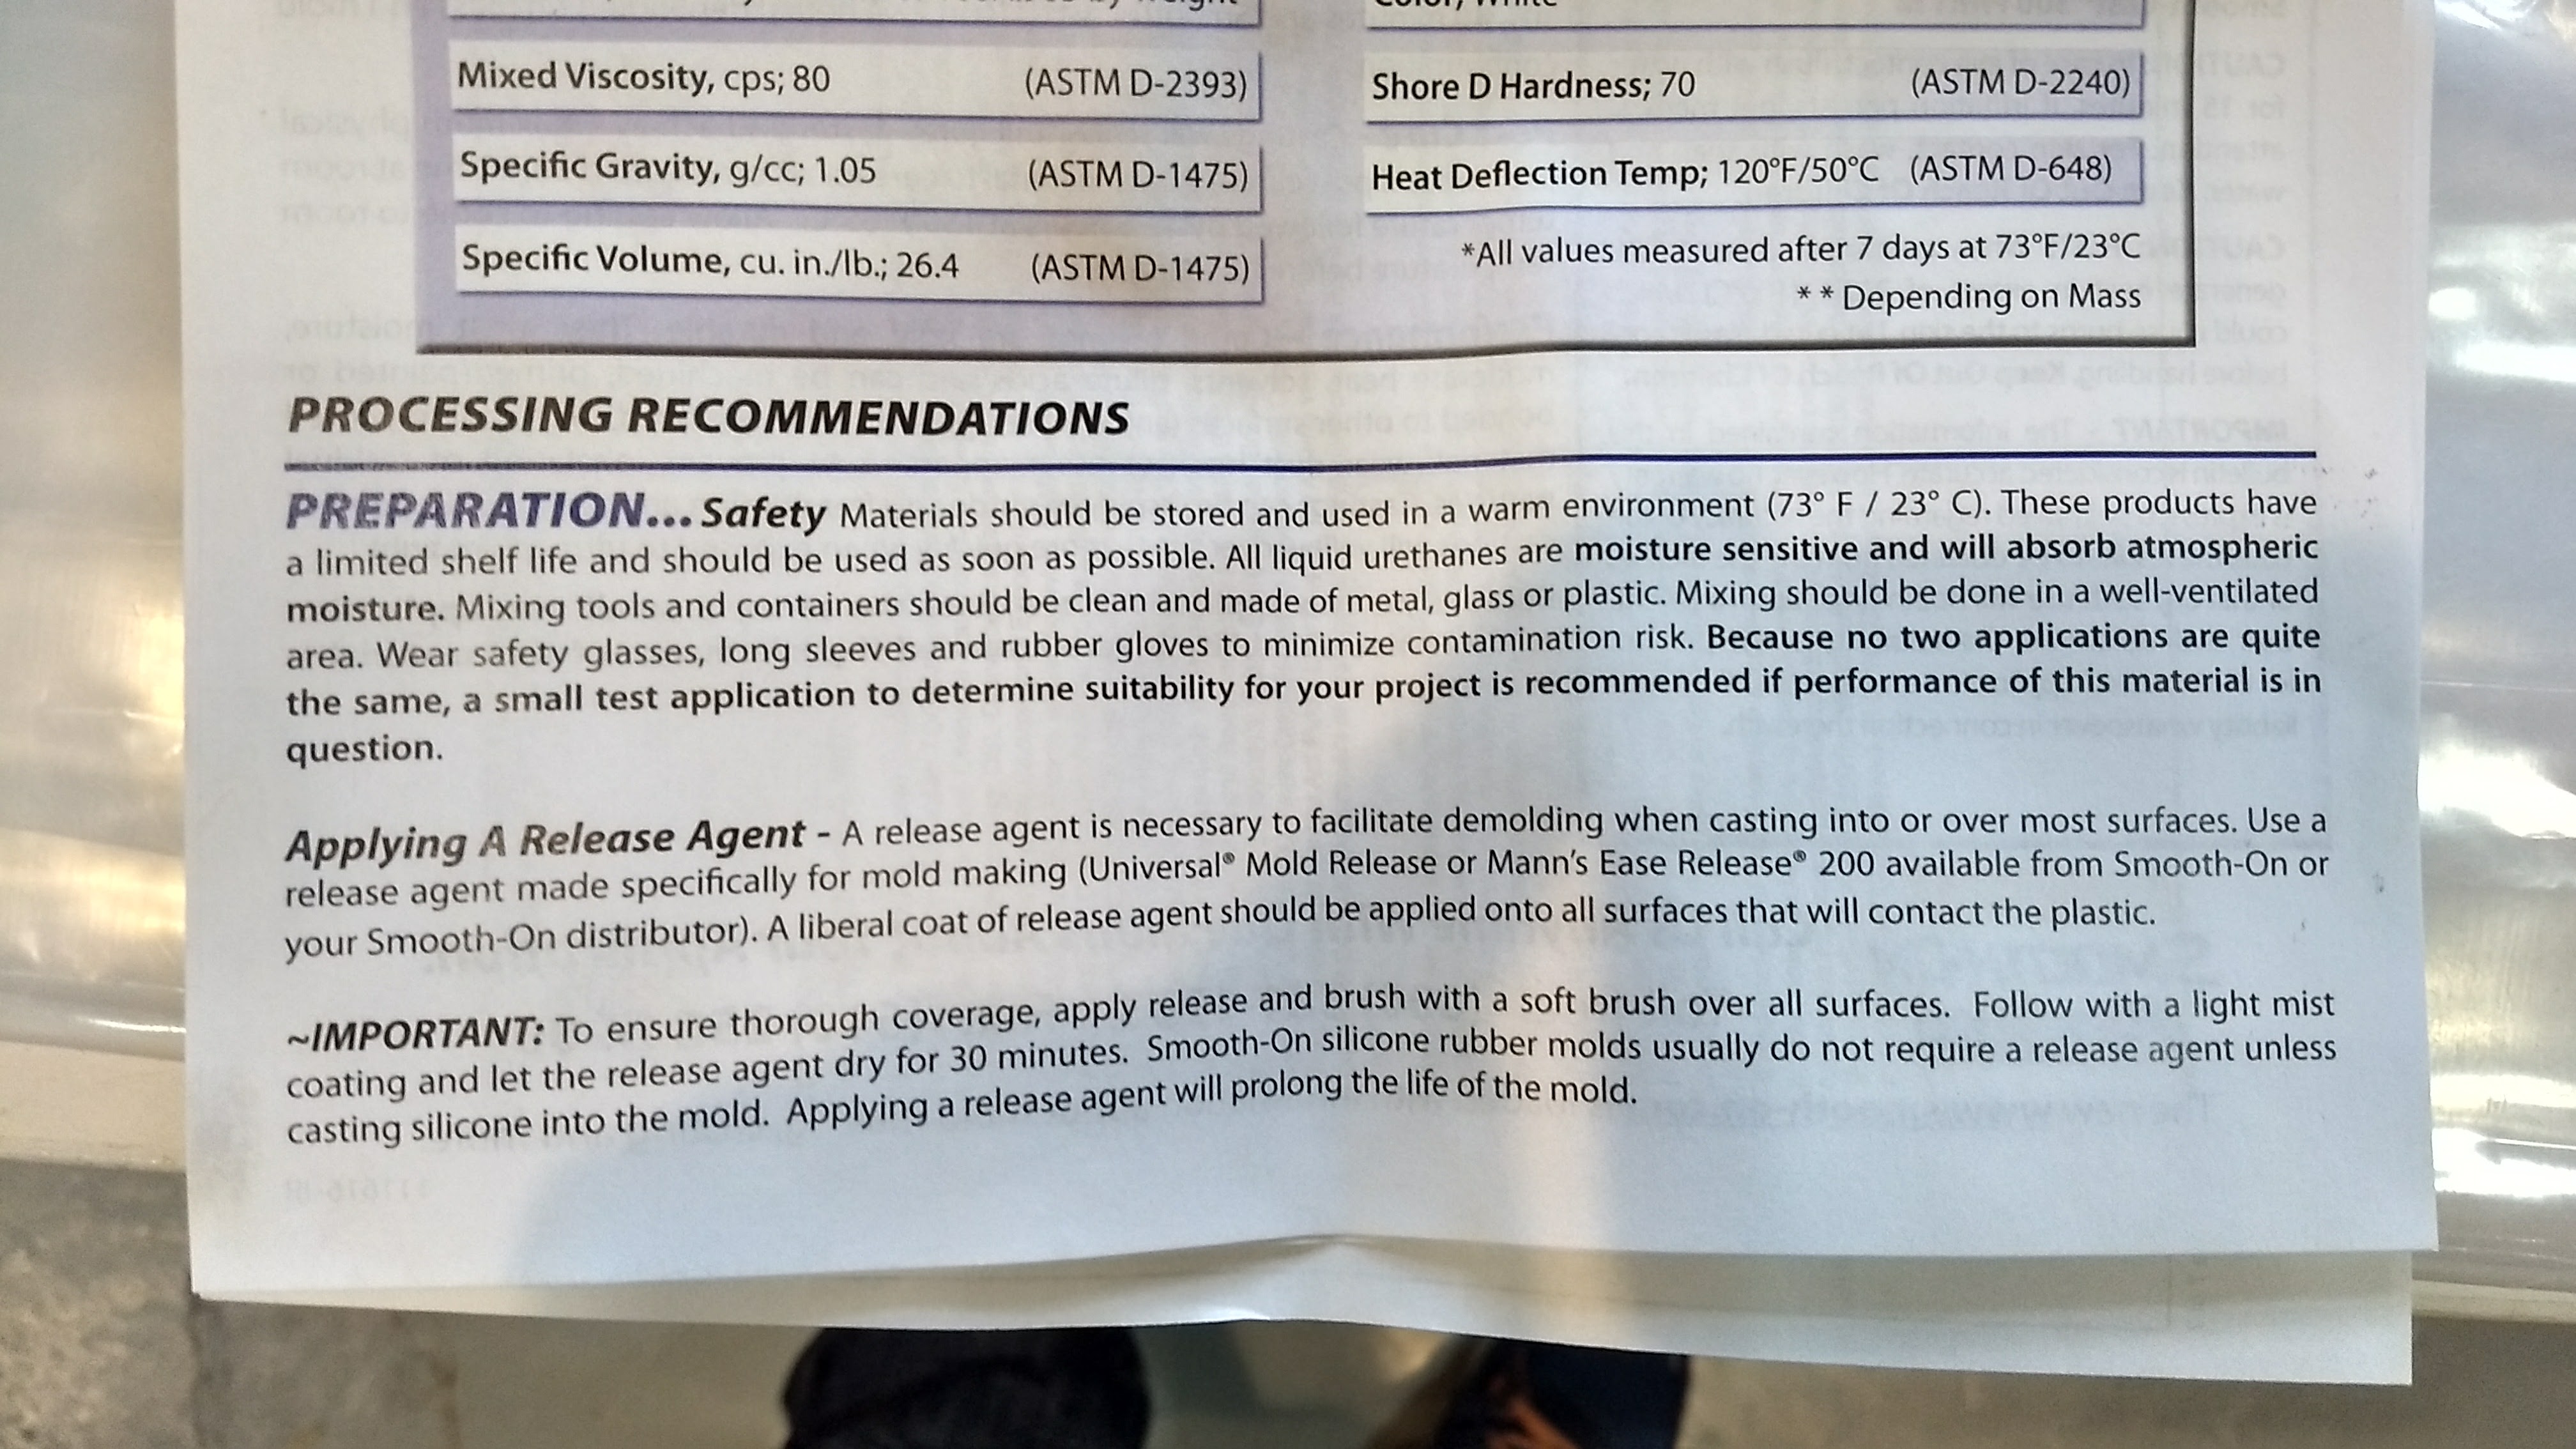 Color, White
Mixed Viscosity, cps; 80 (ASTM D-2393)
Shore D Hardness; 70 (ASTM D-2240)
Specific Gravity, g/cc; 1.05 (ASTM D-1475)
Heat Deflection Temp; 120°F/50°C (ASTM D-648)
Specific Volume, cu. in./lb.; 26.4 (ASTM D-1475)
*All values measured after 7 days at 73°F/23°C
* * Depending on Mass
PROCESSING RECOMMENDATIONS
PREPARATION... Safety Materials should be stored and used in a warm environment (73° F / 23° C). These products have
a limited shelf life and should be used as soon as possible. All liquid urethanes are moisture sensitive and will absorb atmospheric
moisture. Mixing tools and containers should be clean and made of metal, glass or plastic. Mixing should be done in a well-ventilated
area. Wear safety glasses, long sleeves and rubber gloves to minimize contamination risk. Because no two applications are quite
the same, a small test application to determine suitability for your project is recommended if performance of this material is in
question.
Applying A Release Agent - A release agent is necessary to facilitate demolding when casting into or over most surfaces. Use a
release agent made specifically for mold making (Universal® Mold Release or Mann's Ease Release® 200 available from Smooth-On or
your Smooth-On distributor). A liberal coat of release agent should be applied onto all surfaces that will contact the plastic.
~IMPORTANT: To ensure thorough coverage, apply release and brush with a soft brush over all surfaces. Follow with a light mist
coating and let the release agent dry for 30 minutes. Smooth-On silicone rubber molds usually do not require a release agent unless
casting silicone into the mold. Applying a release agent will prolong the life of the mold.